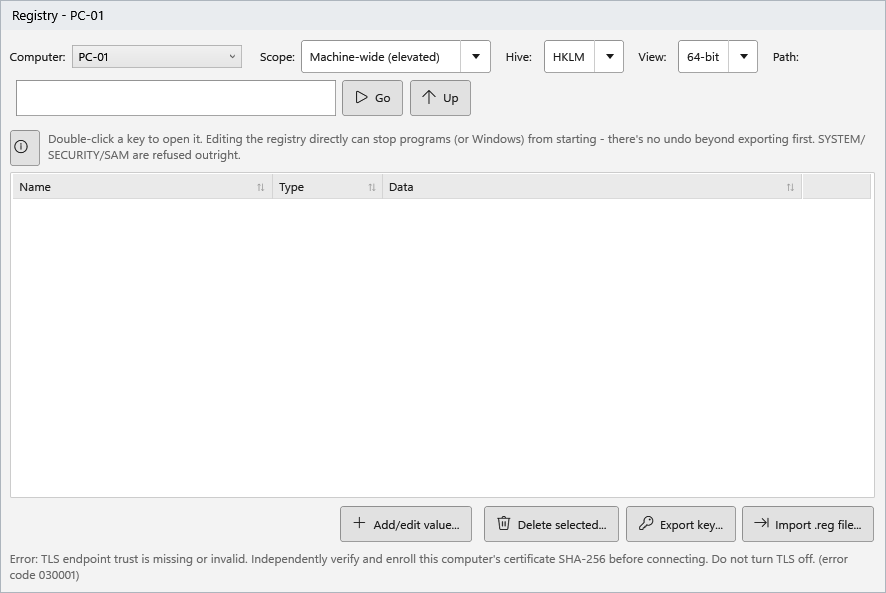 Registry - PC-01
Computer: PC-01 Scope: Machine-wide (elevated) Hive: HKLM View: 64-bit Path:
Go Up
Double-click a key to open it. Editing the registry directly can stop programs (or Windows) from starting - there's no undo beyond exporting first. SYSTEM/
SECURITY/SAM are refused outright.
Name Type Data
Add/edit value... Delete selected... Export key... Import .reg file...
Error: TLS endpoint trust is missing or invalid. Independently verify and enroll this computer's certificate SHA-256 before connecting. Do not turn TLS off. (error
code 030001)